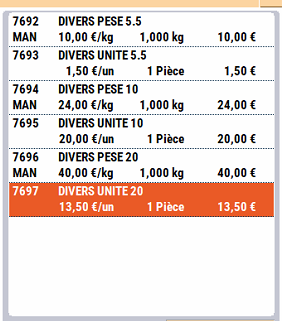 7692 DIVERS PESE 5.5
MAN 10,00 €/kg 1,000 kg 10,00 €
7693 DIVERS UNITE 5.5
1,50 €/un 1 Pièce 1,50 €
7694 DIVERS PESE 10
MAN 24,00 €/kg 1,000 kg 24,00 €
7695 DIVERS UNITE 10
20,00 €/un 1 Pièce 20,00 €
7696 DIVERS PESE 20
MAN 40,00 €/kg 1,000 kg 40,00 €
7697 DIVERS UNITE 20
13,50 €/un 1 Pièce 13,50 €